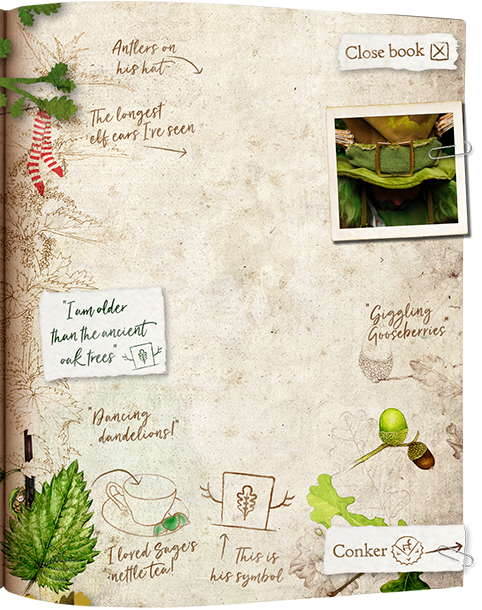 Antlers on
his hat
Close book
The longest
elf ears I've seen
"I am older
than the ancient
oak trees"
"Giggling
Gooseberries
"Dancing
dandelions!"
I loved Sage's
nettle tea!
This is
his symbol
Conker